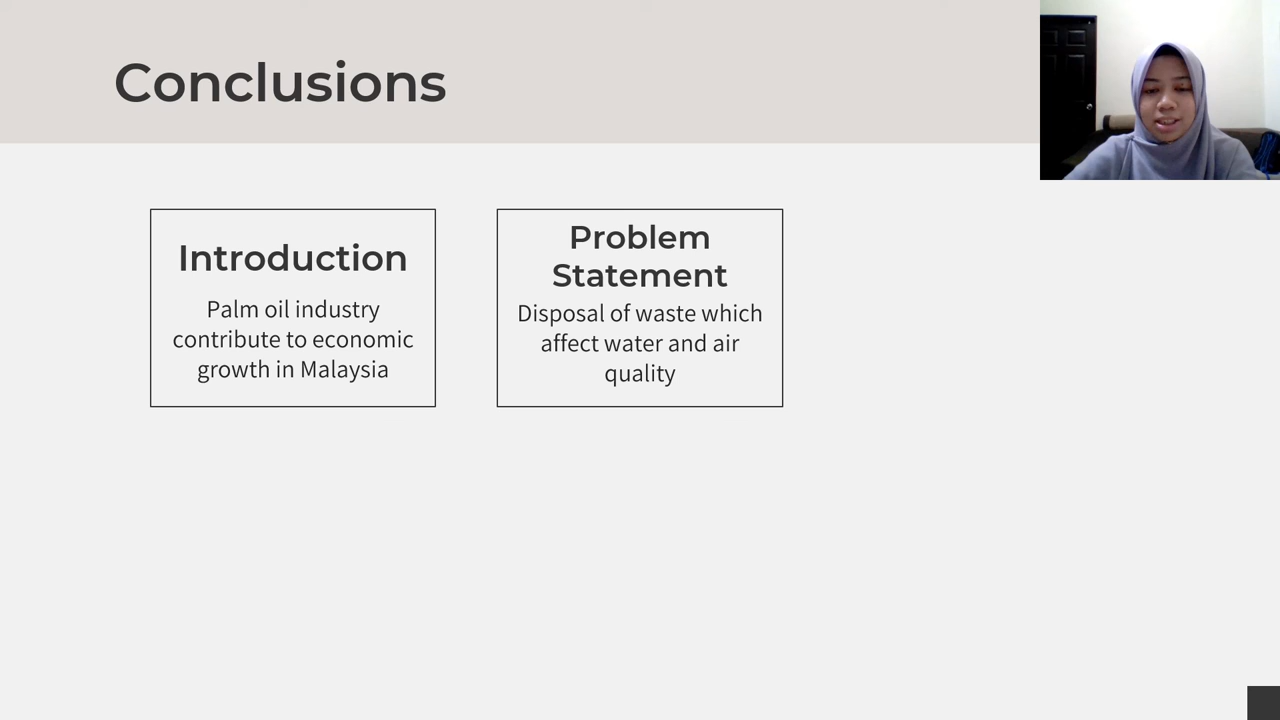 Conclusions
Introduction
Palm oil industry
contribute to economic
growth in Malaysia
Problem
Statement
Disposal of waste which
affect water and air
quality